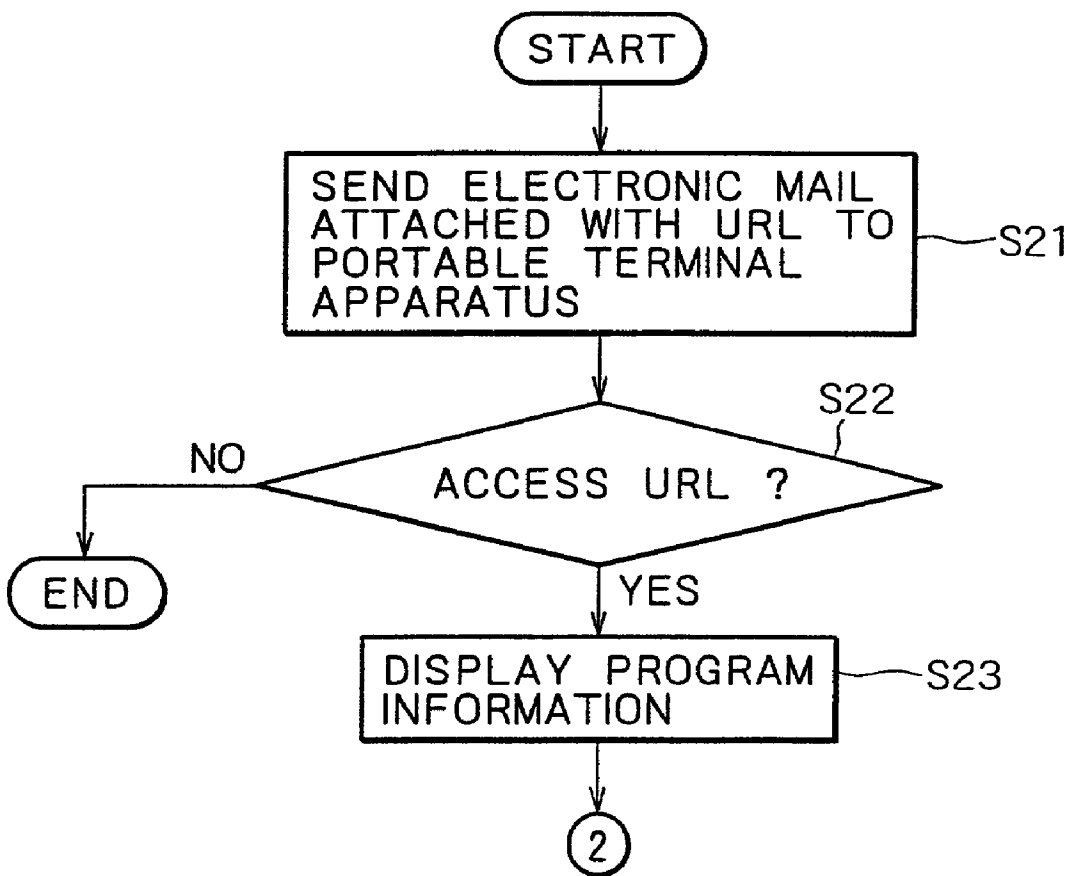 START
SEND ELECTRONIC MAIL
ATTACHED WITH URL TO
PORTABLE TERMINAL
APPARATUS
S21
S22
NO
ACCESS URL ?
END
YES
DISPLAY PROGRAM
INFORMATION
S23
2